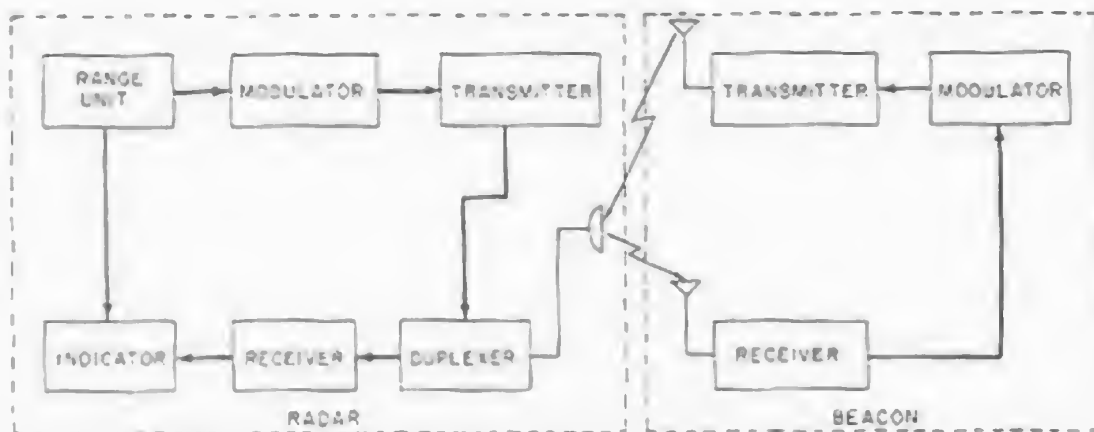 RANGE
UNIT
MODULATOR
TRANSMITTER
TRANSMITTER
MODULATOR
INDICATOR
RECEIVER
DUPLEXER
RECEIVER
RADAR
BEACON